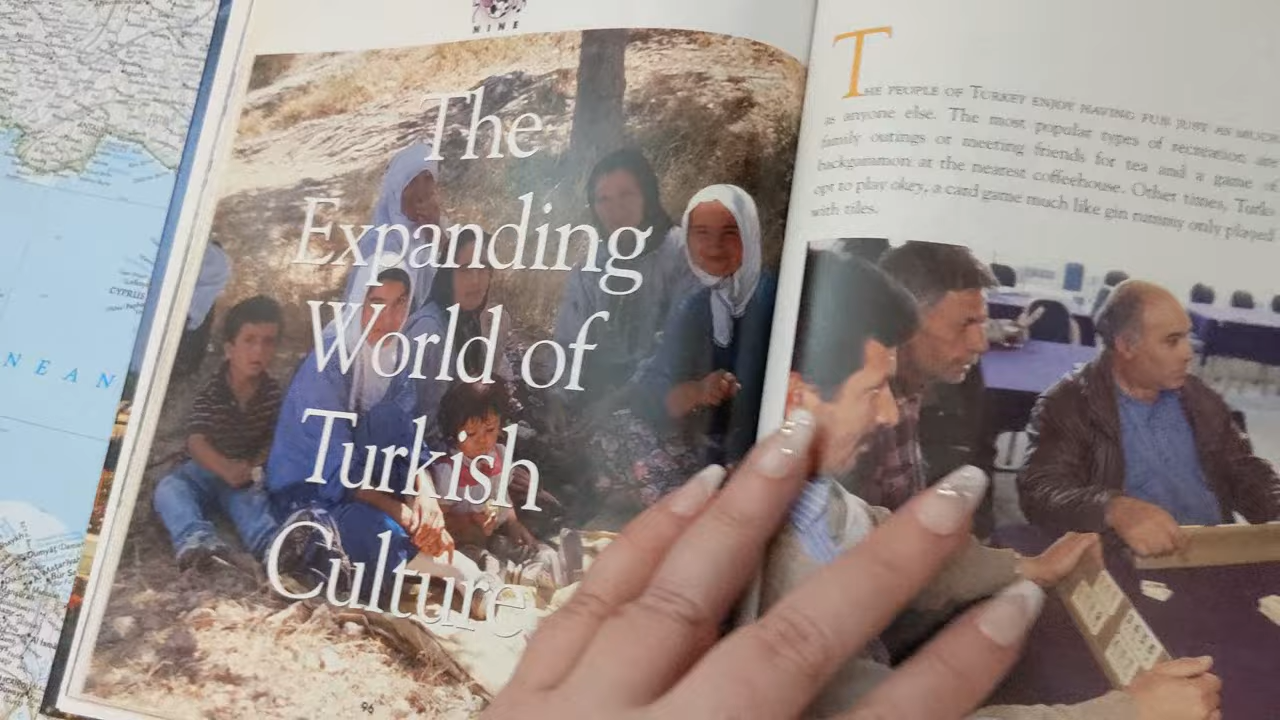 NINE
The
Expanding
World of
Turkish
Culture
96
THE PEOPLE OF TURKEY ENJOY HAVING FUN JUST AS MUCH
as anyone else. The most popular types of recreation are
family outings or meeting friends for tea and a game of
backgammon at the nearest coffeehouse. Other times, Turks
opt to play okey, a card game much like gin rummy only played
with tiles.
CYPRUS
N E A N